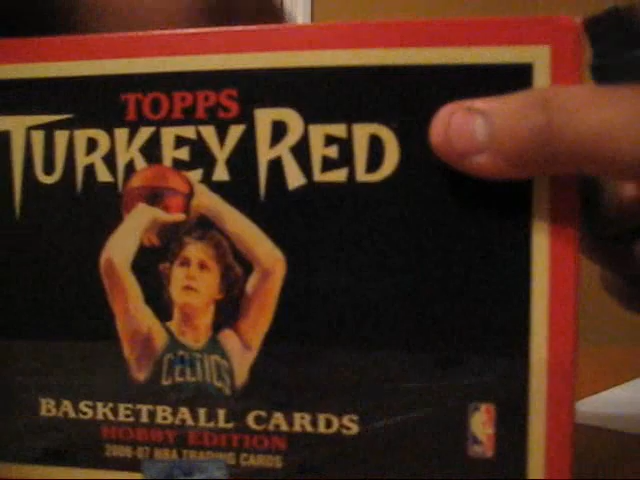 TOPPS
TURKEY RED
CELTICS
BASKETBALL CARDS
HOBBY EDITION
2006-07 NBA TRADING CARDS